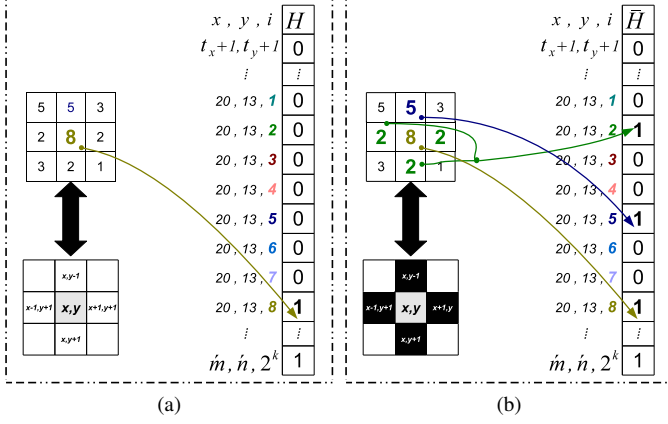 x , y , i H
t_x+1, t_y+1 0
⋮ ⋮
20 , 13 , 1 0
20 , 13 , 2 0
20 , 13 , 3 0
20 , 13 , 4 0
20 , 13 , 5 0
20 , 13 , 6 0
20 , 13 , 7 0
20 , 13 , 8 1
⋮ ⋮
ḿ, ń, 2^k 1
5 5 3
2 8 2
3 2 1
x,y-1
x-1,y+1 x,y x+1,y+1
x,y+1
(a)
x , y , i H̄
t_x+1, t_y+1 0
⋮ ⋮
20 , 13 , 1 0
20 , 13 , 2 1
20 , 13 , 3 0
20 , 13 , 4 0
20 , 13 , 5 1
20 , 13 , 6 0
20 , 13 , 7 0
20 , 13 , 8 1
⋮ ⋮
ḿ, ń, 2^k 1
5 5 3
2 8 2
3 2 1
x,y-1
x-1,y+1 x,y x+1,y
x,y+1
(b)